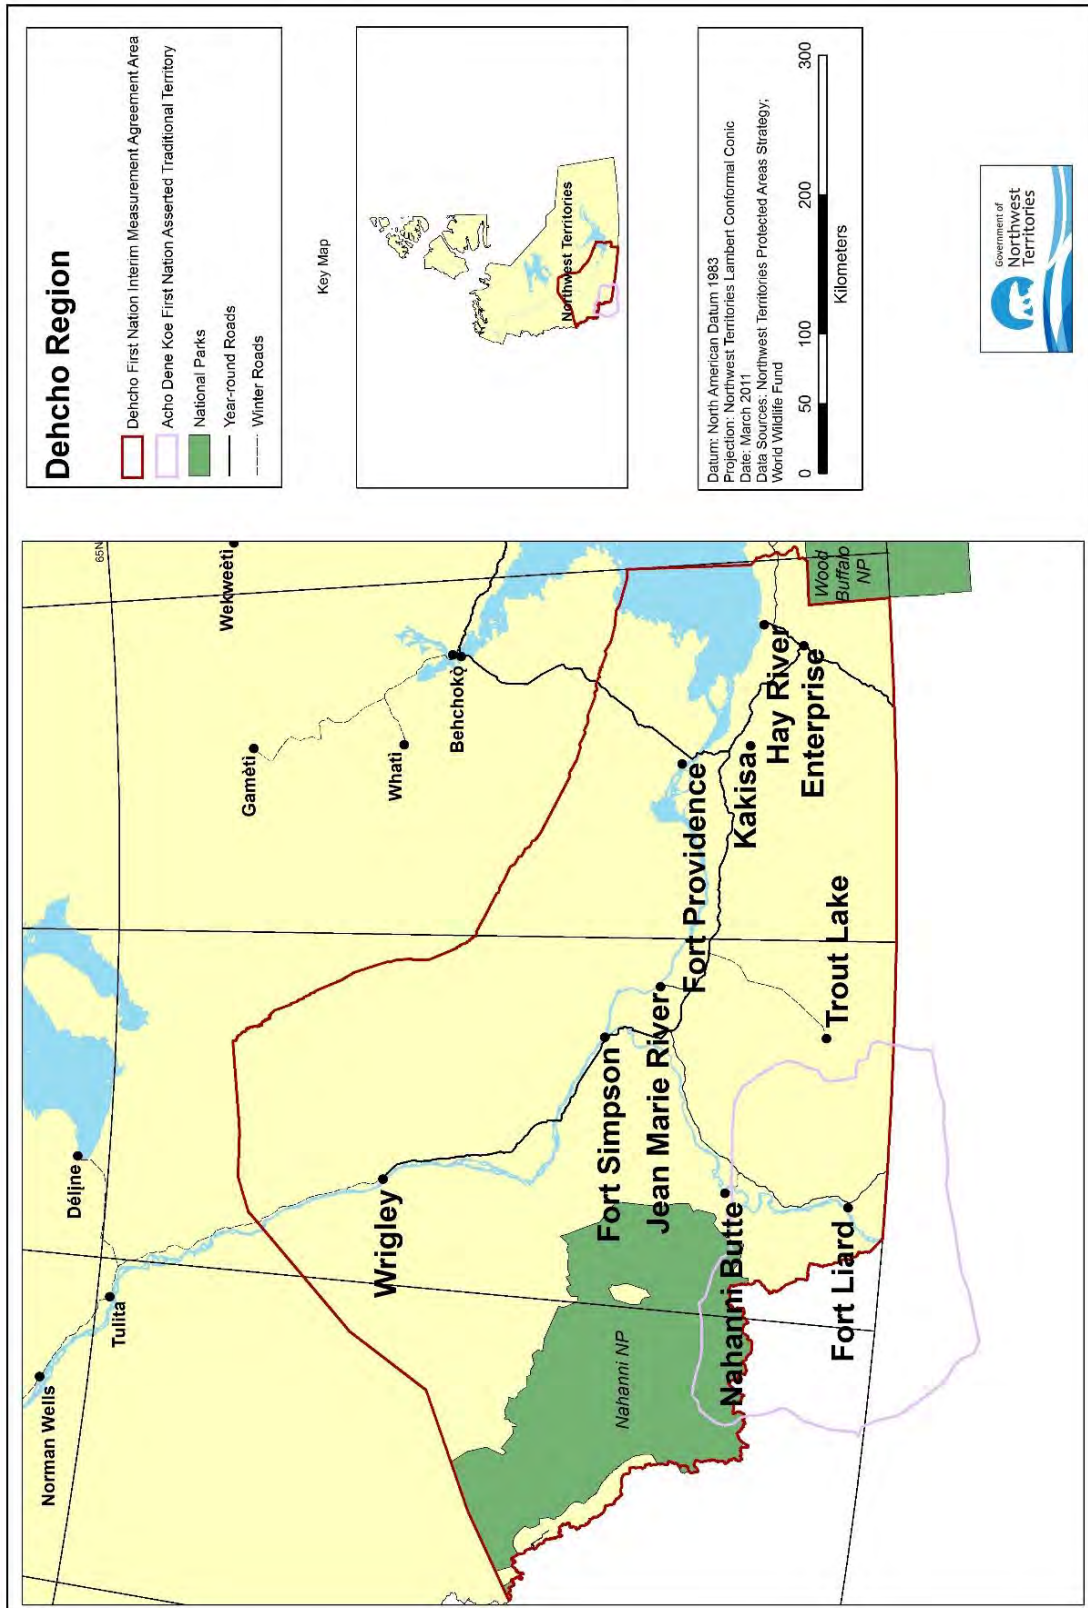 Dehcho Region
Dehcho First Nation Interim Measurement Agreement Area
Acho Dene Koe First Nation Asserted Traditional Territory
National Parks
Year-round Roads
Winter Roads
Key Map
Northwest Territories
Datum: North American Datum 1983
Projection: Northwest Territories Lambert Conformal Conic
Date: March 2011
Data Sources: Northwest Territories Protected Areas Strategy;
World Wildlife Fund
0 50 100 200 300
Kilometers
Government of
Northwest
Territories
65N
Norman Wells
Tulita
Délįne
Wekweètì
Gamètì
Whatì
Behchokǫ̀
Wrigley
Nahanni NP
Fort Simpson
Jean Marie River
Fort Providence
Nahanni Butte
Kakisa
Hay River
Enterprise
Wood
Buffalo
NP
Fort Liard
Trout Lake